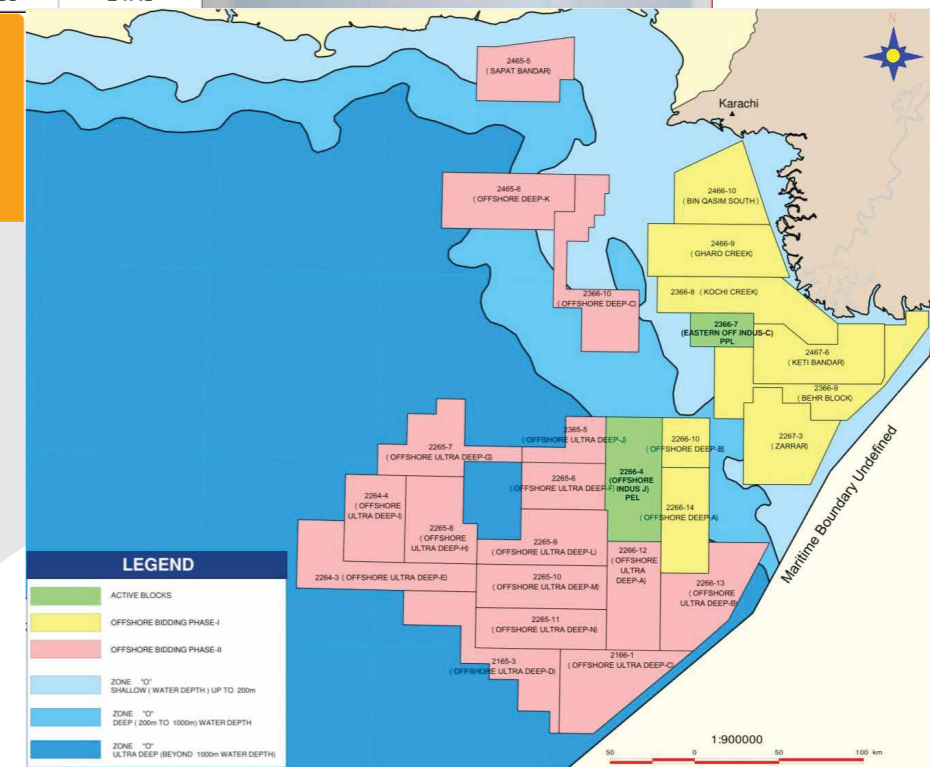 N
2465-5
( SAPAT BANDAR)
Karachi
2465-6
( OFFSHORE DEEP-K
2466-10
( BIN QASIM SOUTH )
2466-9
( GHARO CREEK)
2366-8 ( KOCHI CREEK)
2366-10
( OFFSHORE DEEP-C)
2366-7
(EASTERN OFF INDUS-C)
PPL
2467-6
( KETI BANDAR)
2366-9
( BEHR BLOCK)
2267-3
( ZARRAR)
2365-5
( OFFSHORE ULTRA DEEP-J)
2266-10
( OFFSHORE DEEP-B)
2265-7
( OFFSHORE ULTRA DEEP-G)
2265-6
( OFFSHORE ULTRA DEEP-F)
2266-4
(OFFSHORE
INDUS J)
PEL
2264-4
( OFFSHORE
ULTRA DEEP-I)
2266-14
( OFFSHORE DEEP-A)
2265-8
( OFFSHORE
ULTRA DEEP-H)
2265-9
( OFFSHORE ULTRA DEEP-L)
2266-12
( OFFSHORE
ULTRA
DEEP-A)
2264-3 ( OFFSHORE ULTRA DEEP-E)
2265-10
( OFFSHORE ULTRA DEEP-M)
2266-13
( OFFSHORE
ULTRA DEEP-B)
2265-11
( OFFSHORE ULTRA DEEP-N)
2165-3
( OFFSHORE ULTRA DEEP-D)
2166-1
( OFFSHORE ULTRA DEEP-C)
Maritime Boundary Undefined
LEGEND
ACTIVE BLOCKS
OFFSHORE BIDDING PHASE-I
OFFSHORE BIDDING PHASE-II
ZONE "O"
SHALLOW ( WATER DEPTH ) UP TO 200m
ZONE "O"
DEEP ( 200m TO 1000m) WATER DEPTH
ZONE "O"
ULTRA DEEP (BEYOND 1000m WATER DEPTH)
1:900000
50 0 50 100 km